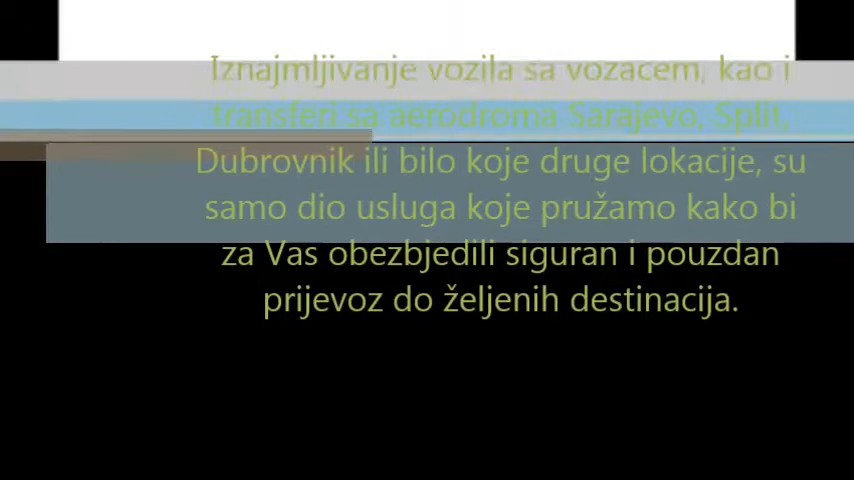 Iznajmljivanje vozila sa vozacem, kao i
transferi sa aerodroma Sarajevo, Split,
Dubrovnik ili bilo koje druge lokacije, su
samo dio usluga koje pružamo kako bi
za Vas obezbjedili siguran i pouzdan
prijevoz do željenih destinacija.